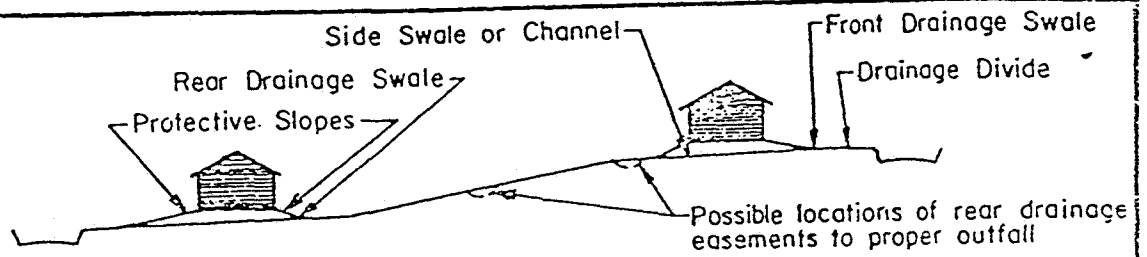 Side Swale or Channel
Front Drainage Swale
Rear Drainage Swale
Drainage Divide
Protective Slopes
Possible locations of rear drainage
easements to proper outfall